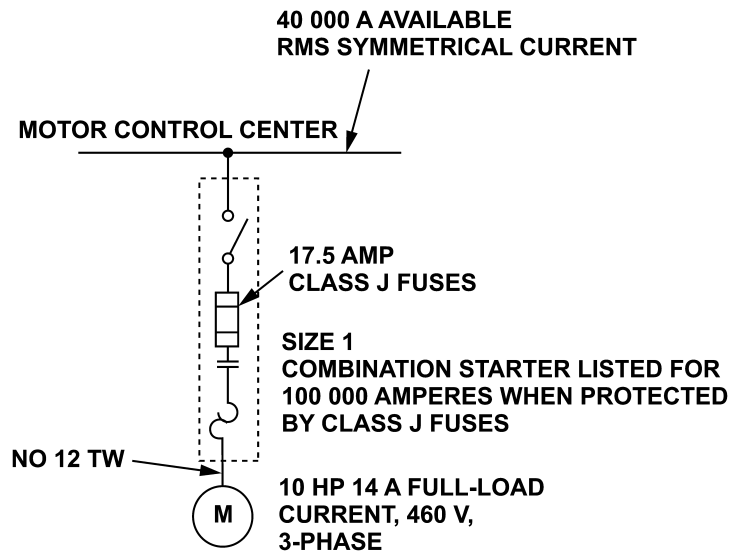 40 000 A AVAILABLE
RMS SYMMETRICAL CURRENT
MOTOR CONTROL CENTER
17.5 AMP
CLASS J FUSES
SIZE 1
COMBINATION STARTER LISTED FOR
100 000 AMPERES WHEN PROTECTED
BY CLASS J FUSES
NO 12 TW
10 HP 14 A FULL-LOAD
CURRENT, 460 V,
3-PHASE
M